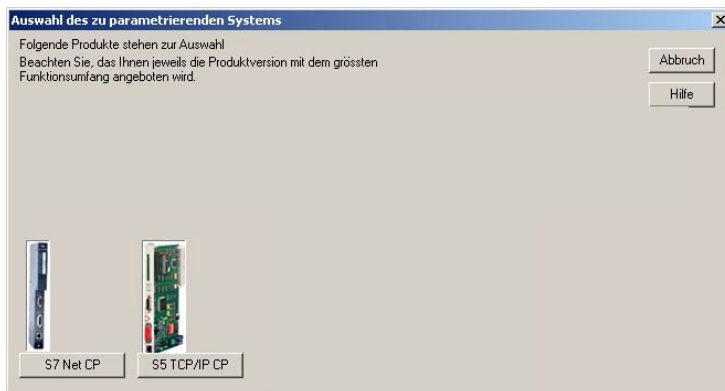 Auswahl des zu parametrierenden Systems
Folgende Produkte stehen zur Auswahl
Beachten Sie, das Ihnen jeweils die Produktversion mit dem grössten
Funktionsumfang angeboten wird.
Abbruch
Hilfe
S7 Net CP
S5 TCP/IP CP